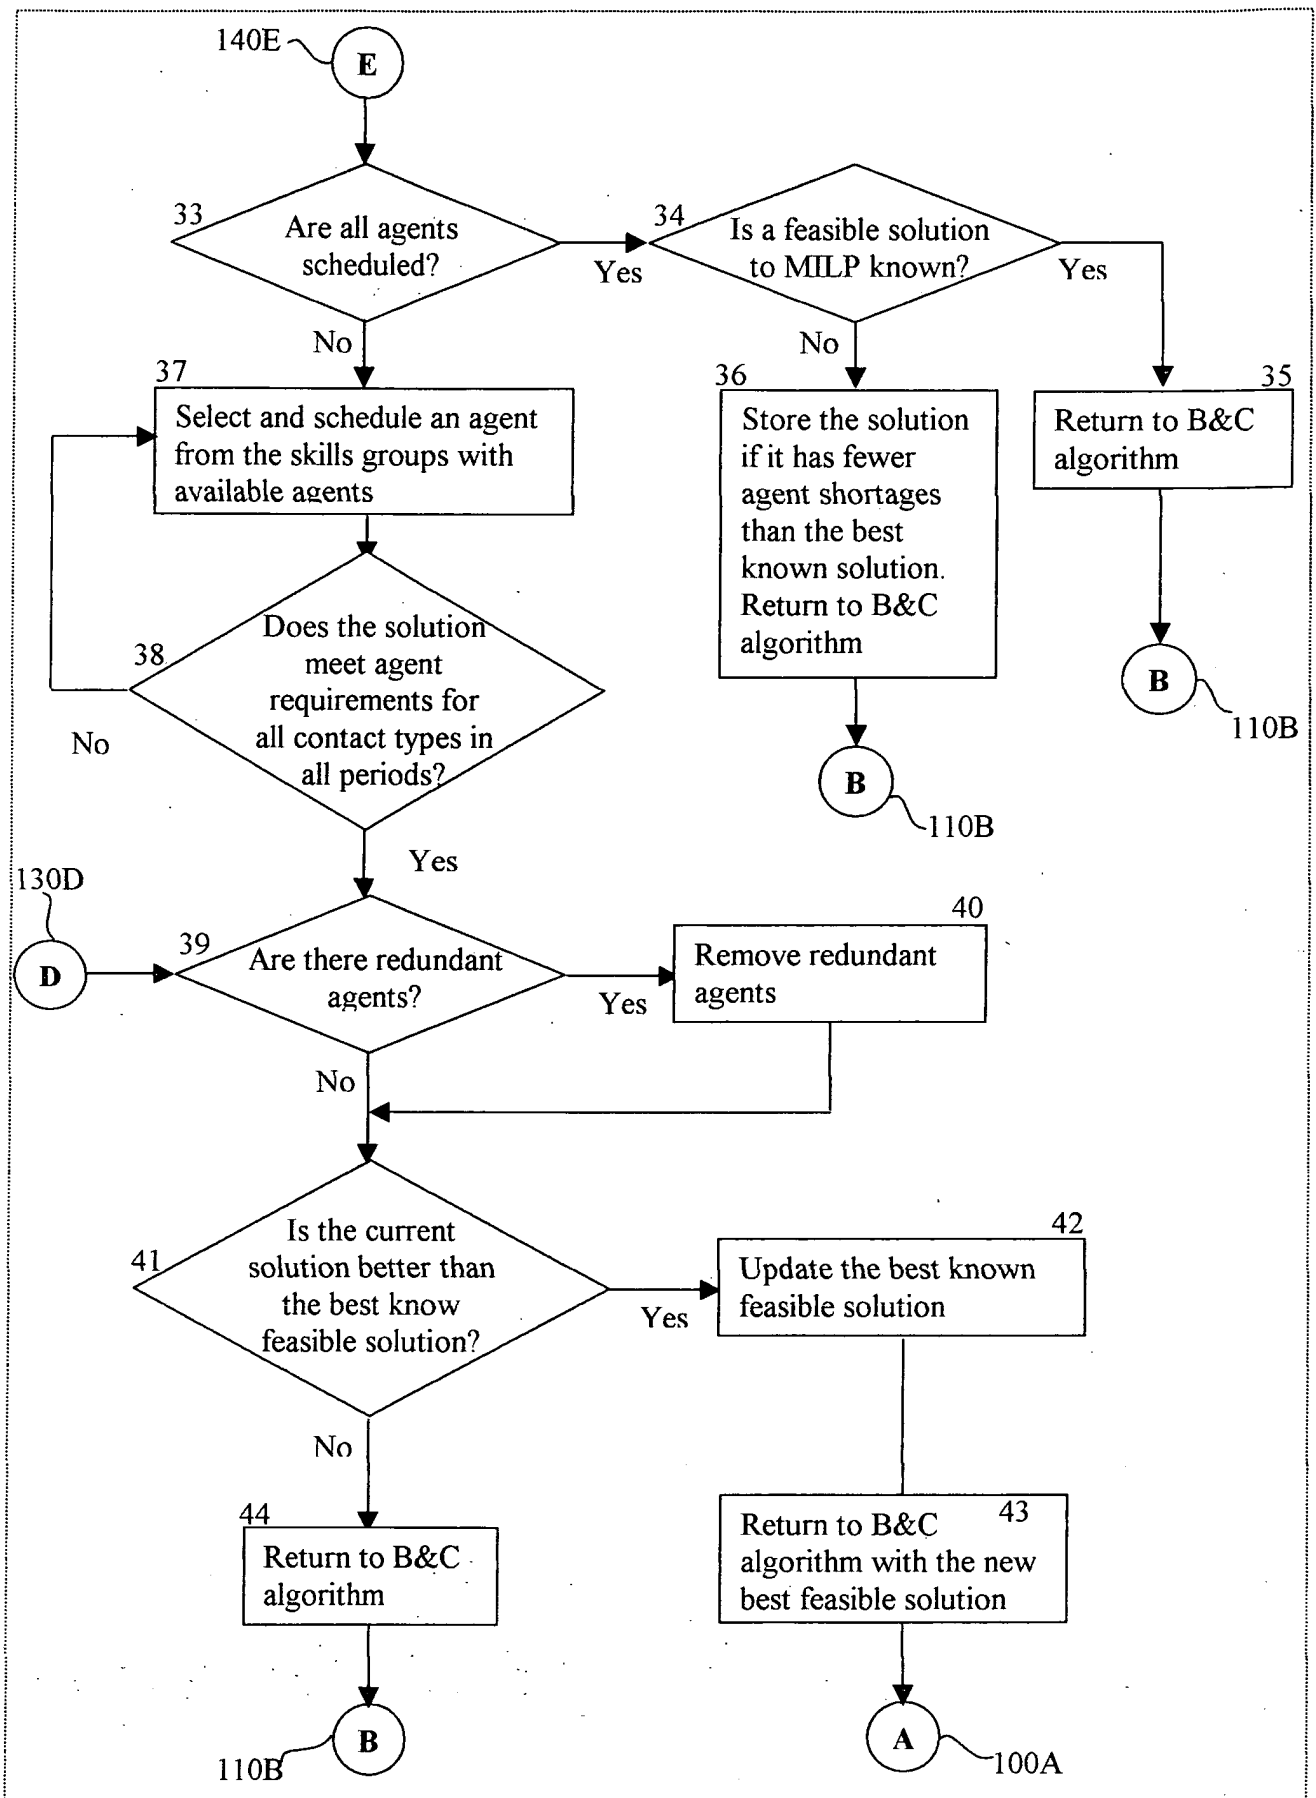 140E
E
33
Are all agents
scheduled?
Yes
No
34
Is a feasible solution
to MILP known?
Yes
No
37
Select and schedule an agent
from the skills groups with
available agents
36
Store the solution
if it has fewer
agent shortages
than the best
known solution.
Return to B&C
algorithm
35
Return to B&C
algorithm
B
110B
B
110B
38
Does the solution
meet agent
requirements for
all contact types in
all periods?
No
Yes
130D
D
39
Are there redundant
agents?
Yes
No
40
Remove redundant
agents
41
Is the current
solution better than
the best know
feasible solution?
Yes
No
42
Update the best known
feasible solution
44
Return to B&C
algorithm
43
Return to B&C
algorithm with the new
best feasible solution
B
110B
A
100A